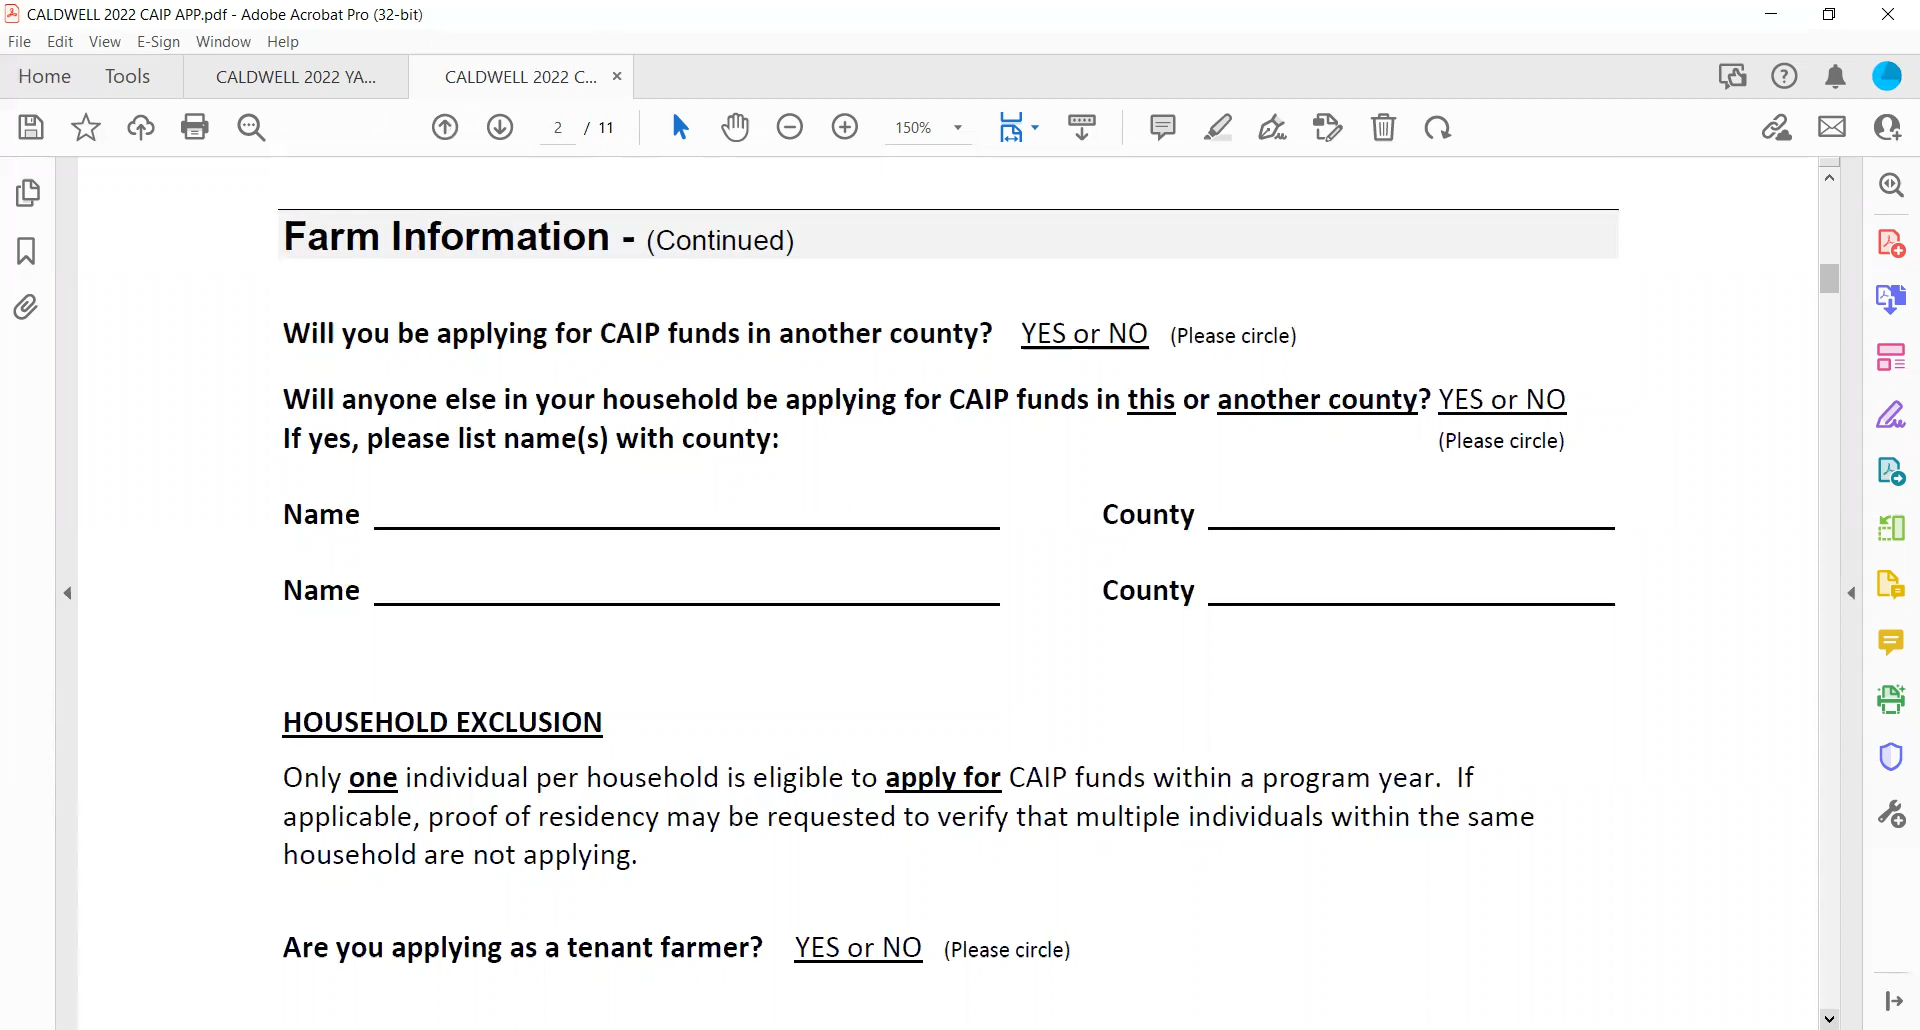 CALDWELL 2022 CAIP APP.pdf - Adobe Acrobat Pro (32-bit)
File Edit View E-Sign Window Help
Home Tools CALDWELL 2022 YA... CALDWELL 2022 C... ×
2 / 11 150%
Farm Information - (Continued)
Will you be applying for CAIP funds in another county? YES or NO (Please circle)
Will anyone else in your household be applying for CAIP funds in this or another county? YES or NO
If yes, please list name(s) with county: (Please circle)
Name ____ County ____
Name ____ County ____
HOUSEHOLD EXCLUSION
Only one individual per household is eligible to apply for CAIP funds within a program year. If
applicable, proof of residency may be requested to verify that multiple individuals within the same
household are not applying.
Are you applying as a tenant farmer? YES or NO (Please circle)